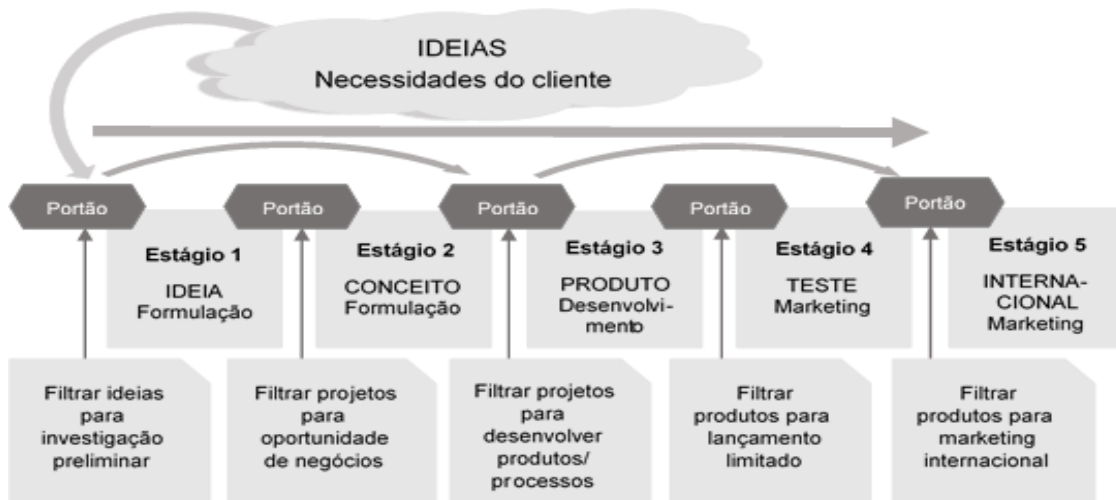 IDEIAS
Necessidades do cliente
Portão
Portão
Portão
Portão
Portão
Estágio 1
IDEIA
Formulação
Estágio 2
CONCEITO
Formulação
Estágio 3
PRODUTO
Desenvolvi-
mento
Estágio 4
TESTE
Marketing
Estágio 5
INTERNA-
CIONAL
Marketing
Filtrar ideias
para
investigação
preliminar
Filtrar projetos
para
oportunidade
de negócios
Filtrar projetos
para
desenvolver
produtos/
processos
Filtrar
produtos para
lançamento
limitado
Filtrar
produtos para
marketing
internacional